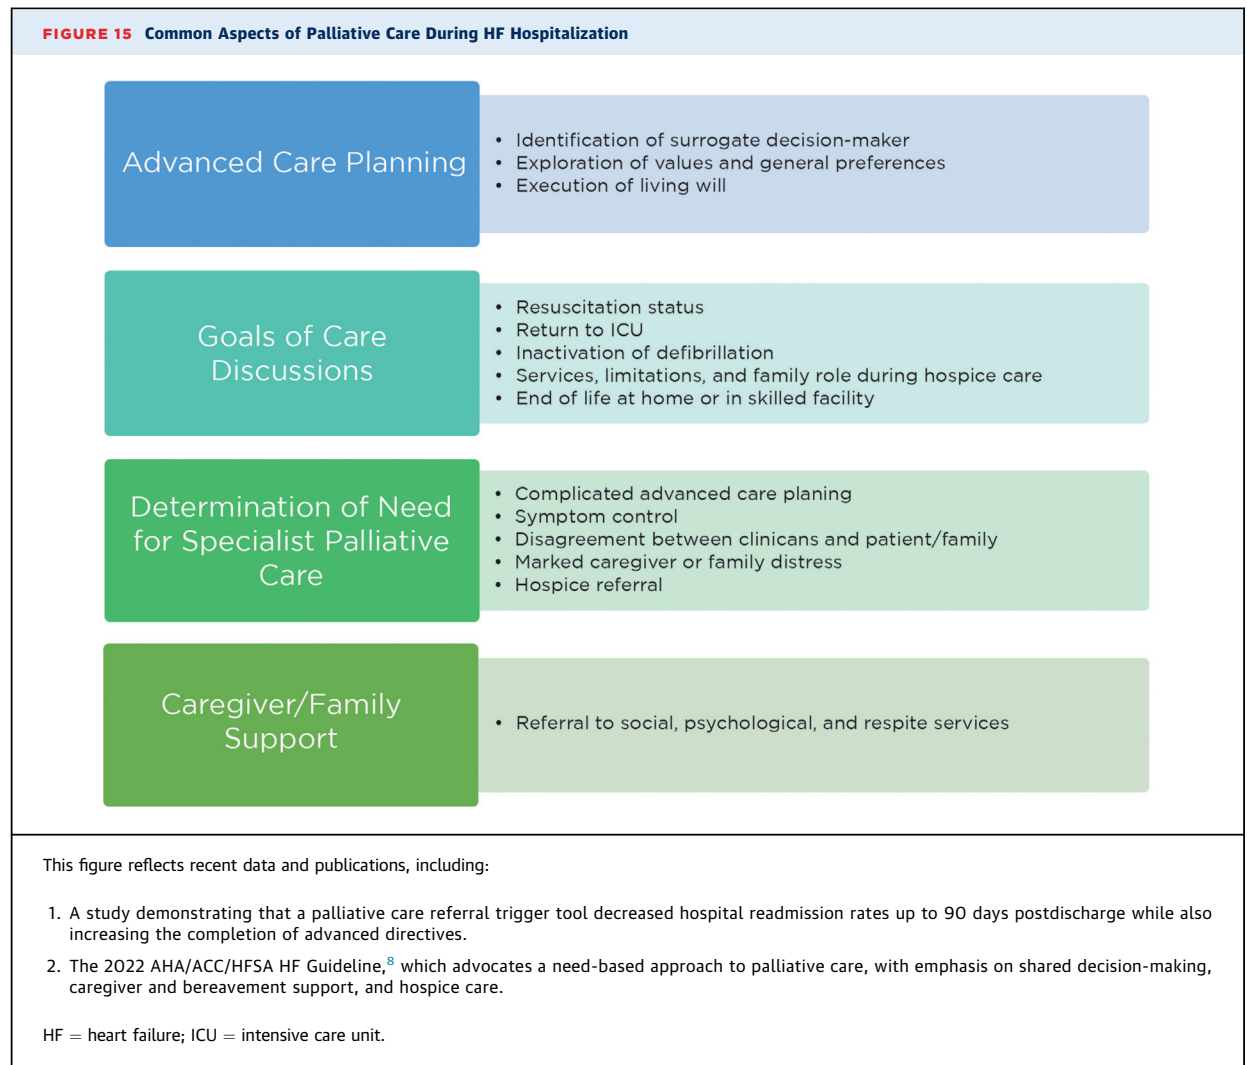 FIGURE 15 Common Aspects of Palliative Care During HF Hospitalization
Advanced Care Planning
• Identification of surrogate decision-maker
• Exploration of values and general preferences
• Execution of living will
Goals of Care
Discussions
• Resuscitation status
• Return to ICU
• Inactivation of defibrillation
• Services, limitations, and family role during hospice care
• End of life at home or in skilled facility
Determination of Need
for Specialist Palliative
Care
• Complicated advanced care planing
• Symptom control
• Disagreement between clinicans and patient/family
• Marked caregiver or family distress
• Hospice referral
Caregiver/Family
Support
• Referral to social, psychological, and respite services
This figure reflects recent data and publications, including:
1. A study demonstrating that a palliative care referral trigger tool decreased hospital readmission rates up to 90 days postdischarge while also
increasing the completion of advanced directives.
2. The 2022 AHA/ACC/HFSA HF Guideline,8 which advocates a need-based approach to palliative care, with emphasis on shared decision-making,
caregiver and bereavement support, and hospice care.
HF = heart failure; ICU = intensive care unit.